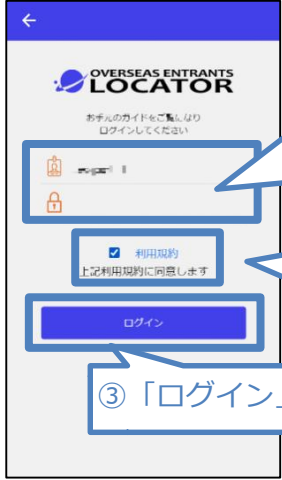 OVERSEAS ENTRANTS
LOCATOR
お手元のガイドをご覧になり
ログインしてください
利用規約
上記利用規約に同意します
ログイン
③「ログイン」